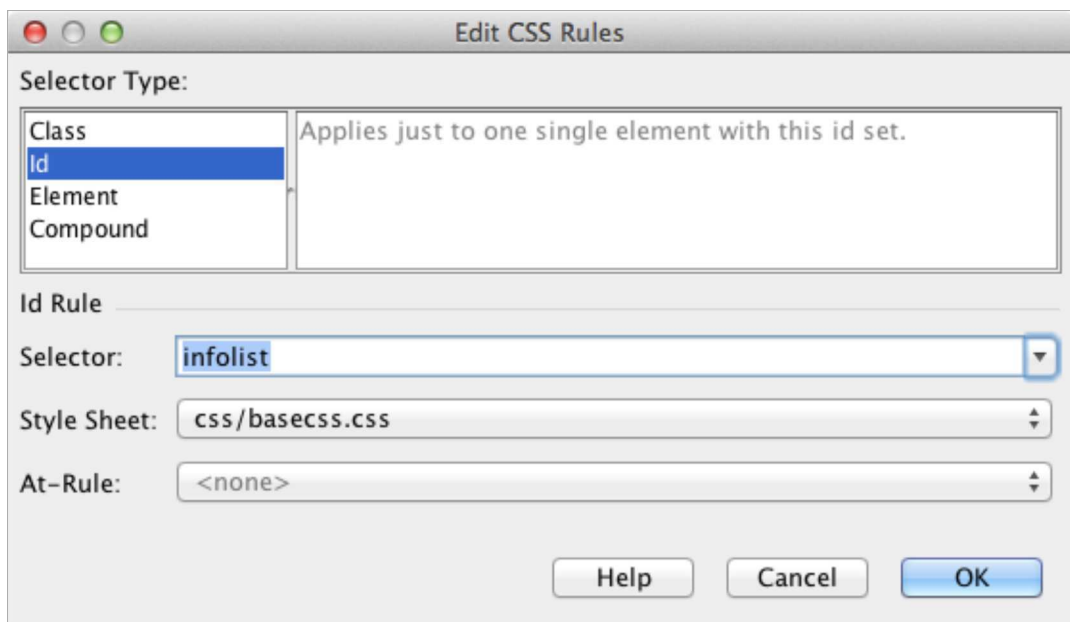 Edit CSS Rules
Selector Type:
Class
Id
Element
Compound
Applies just to one single element with this id set.
Id Rule
Selector: infolist
Style Sheet: css/basecss.css
At-Rule: <none>
Help Cancel OK